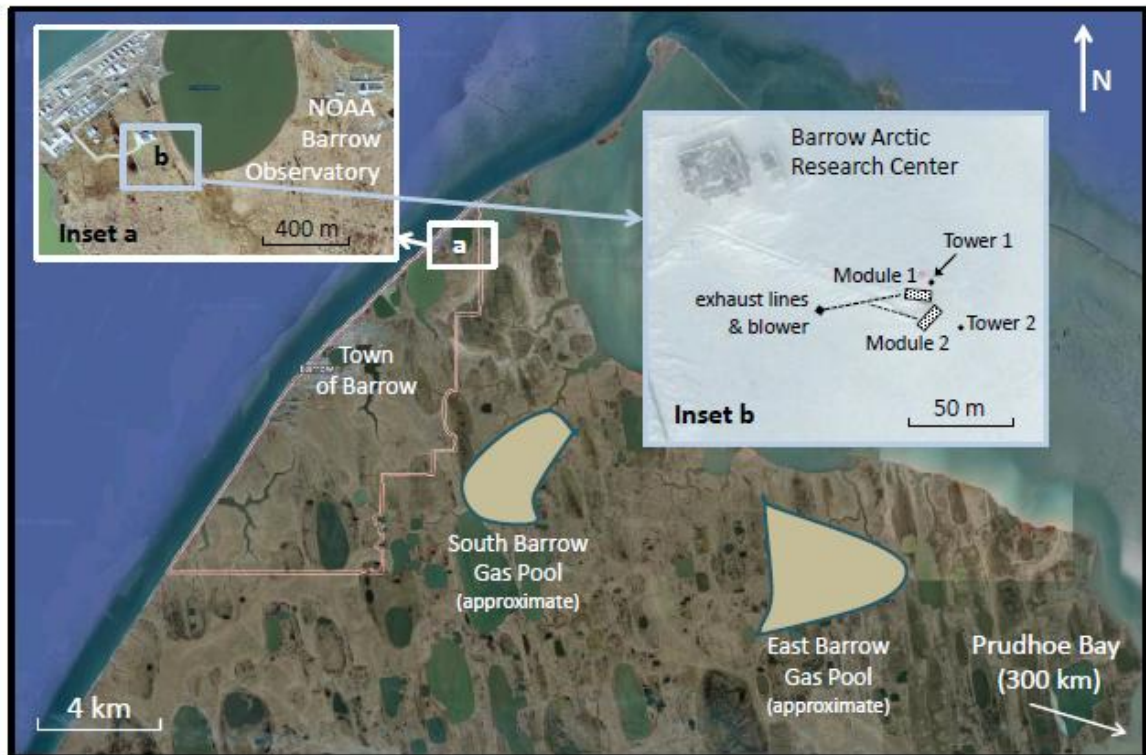 NOAA
Barrow
Observatory
b
Inset a
400 m
a
N
Barrow Arctic
Research Center
Tower 1
Module 1
exhaust lines
& blower
Tower 2
Module 2
Inset b
50 m
Town
Barrow
of Barrow
South Barrow
Gas Pool
(approximate)
East Barrow
Gas Pool
(approximate)
Prudhoe Bay
(300 km)
4 km